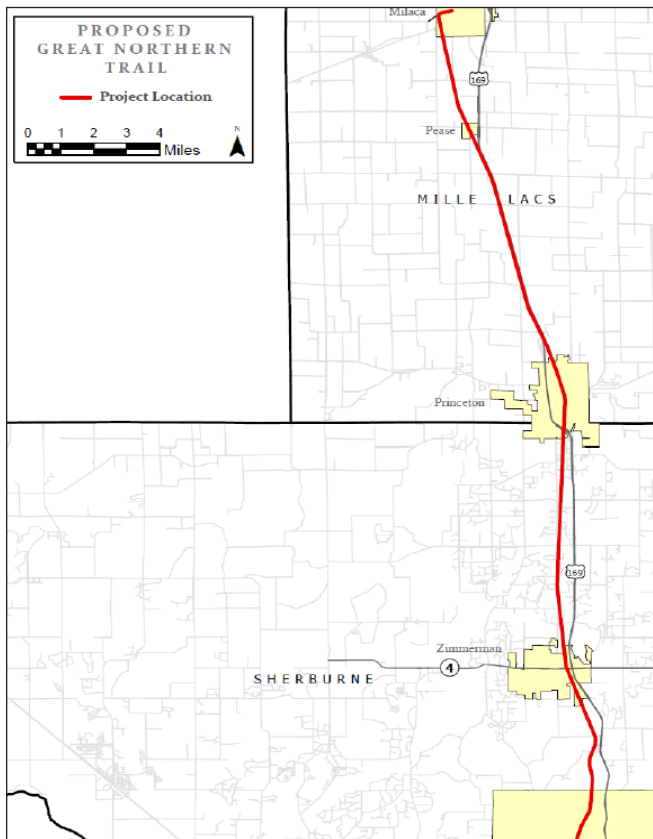 PROPOSED
GREAT NORTHERN
TRAIL
Project Location
0 1 2 3 4
Miles
N
Milaca
169
Pease
MILLE LACS
Princeton
169
Zimmerman
4
SHERBURNE